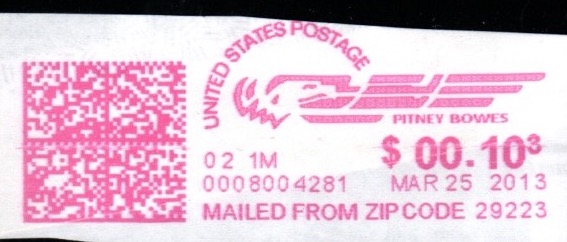 UNITED STATES POSTAGE
PITNEY BOWES
02 1M
$ 00.10³
0008004281
MAR 25 2013
MAILED FROM ZIP CODE 29223